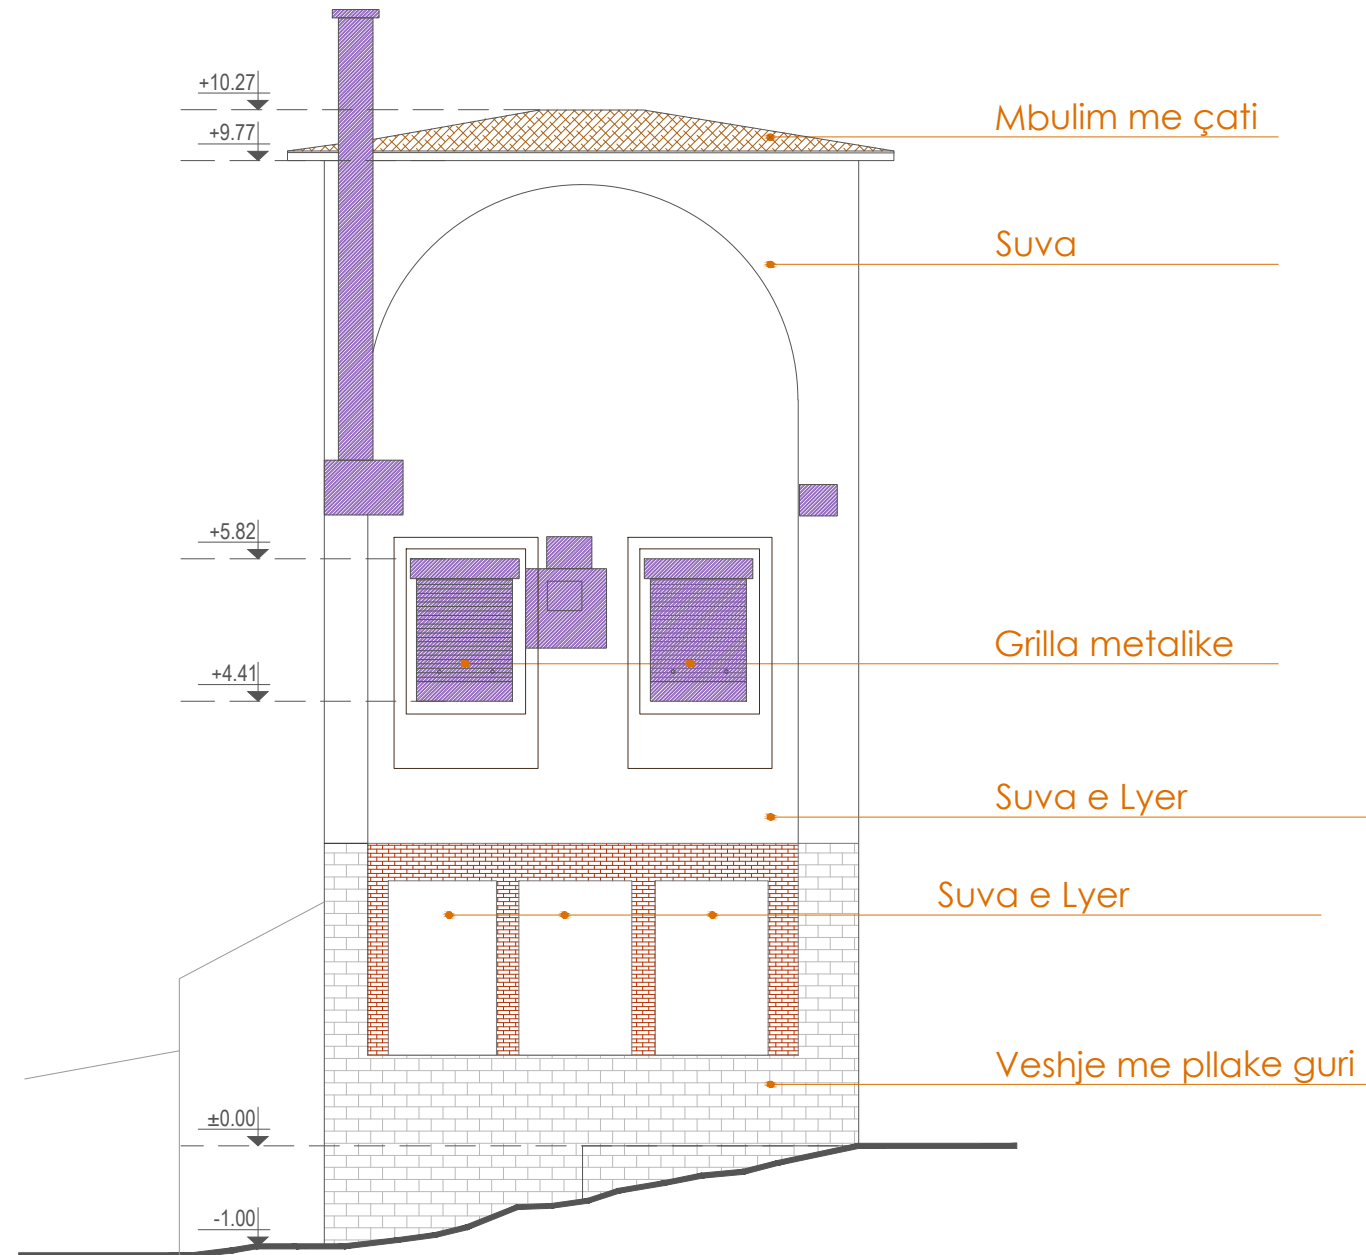 +10.27
Mbulim me çati
+9.77
Suva
+5.82
Grilla metalike
+4.41
Suva e Lyer
Suva e Lyer
Veshje me pllake guri
±0.00
-1.00